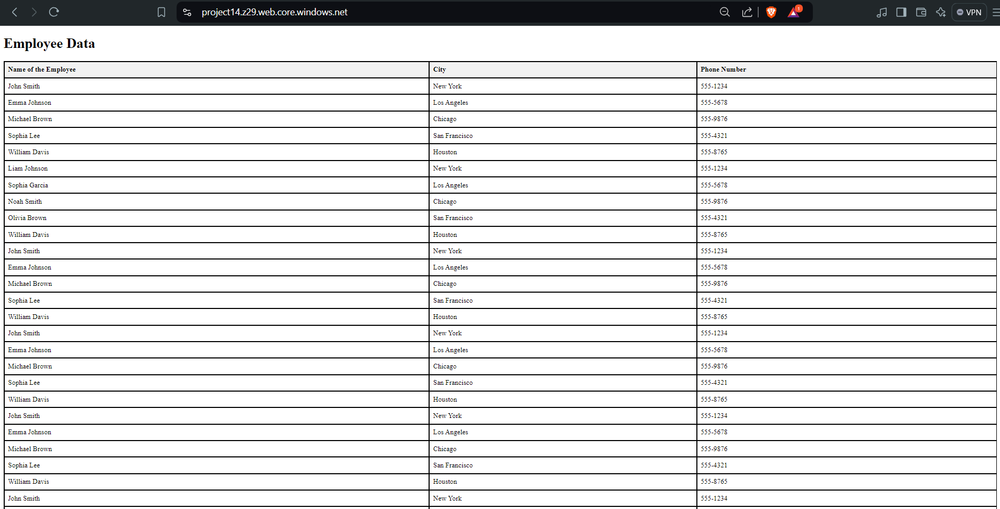 project14.z29.web.core.windows.net
1
VPN
Employee Data
Name of the Employee City Phone Number
John Smith New York 555-1234
Emma Johnson Los Angeles 555-5678
Michael Brown Chicago 555-9876
Sophia Lee San Francisco 555-4321
William Davis Houston 555-8765
Liam Johnson New York 555-1234
Sophia Garcia Los Angeles 555-5678
Noah Smith Chicago 555-9876
Olivia Brown San Francisco 555-4321
William Davis Houston 555-8765
John Smith New York 555-1234
Emma Johnson Los Angeles 555-5678
Michael Brown Chicago 555-9876
Sophia Lee San Francisco 555-4321
William Davis Houston 555-8765
John Smith New York 555-1234
Emma Johnson Los Angeles 555-5678
Michael Brown Chicago 555-9876
Sophia Lee San Francisco 555-4321
William Davis Houston 555-8765
John Smith New York 555-1234
Emma Johnson Los Angeles 555-5678
Michael Brown Chicago 555-9876
Sophia Lee San Francisco 555-4321
William Davis Houston 555-8765
John Smith New York 555-1234